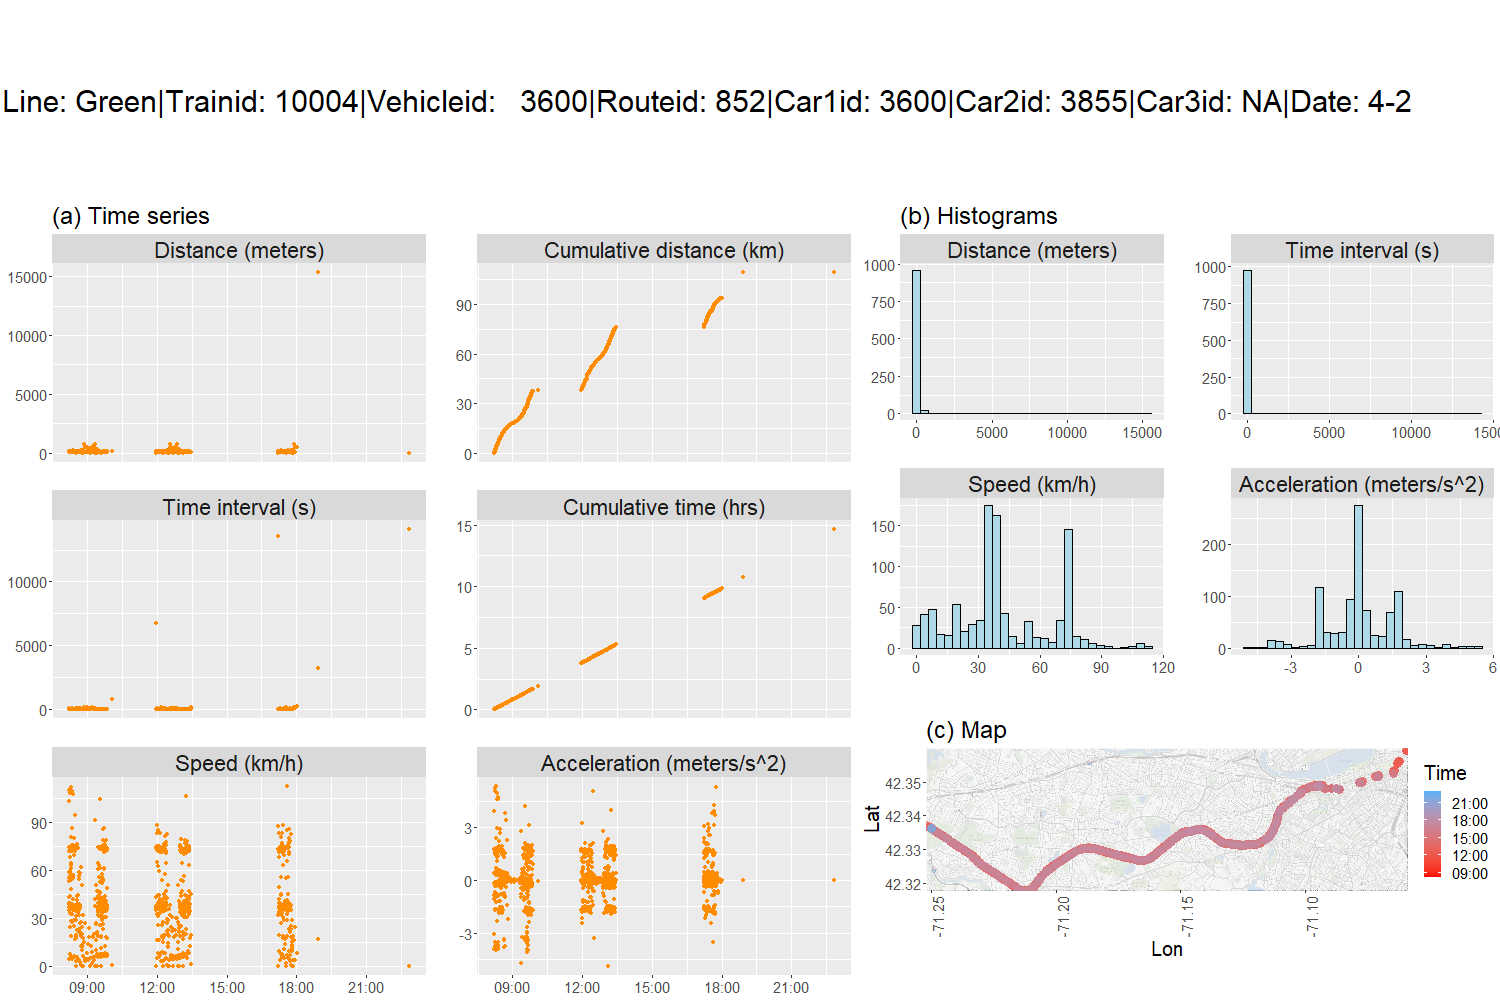 Line: Green|Trainid: 10004|Vehicleid:   3600|Routeid: 852|Car1id: 3600|Car2id: 3855|Car3id: NA|Date: 4-2
(a) Time series
Distance (meters)
15000
10000
5000
0
Cumulative distance (km)
90
60
30
0
Time interval (s)
10000
5000
0
Cumulative time (hrs)
15
10
5
0
Speed (km/h)
90
60
30
0
09:00 12:00 15:00 18:00 21:00
Acceleration (meters/s^2)
3
0
-3
09:00 12:00 15:00 18:00 21:00
(b) Histograms
Distance (meters)
1000
750
500
250
0
0 5000 10000 15000
Time interval (s)
1000
750
500
250
0
0 5000 10000 1500
Speed (km/h)
150
100
50
0
0 30 60 90 120
Acceleration (meters/s^2)
200
100
0
-3 0 3 6
(c) Map
Lat
42.35
42.34
42.33
42.32
-71.25 -71.20 -71.15 -71.10
Lon
Time
21:00
18:00
15:00
12:00
09:00